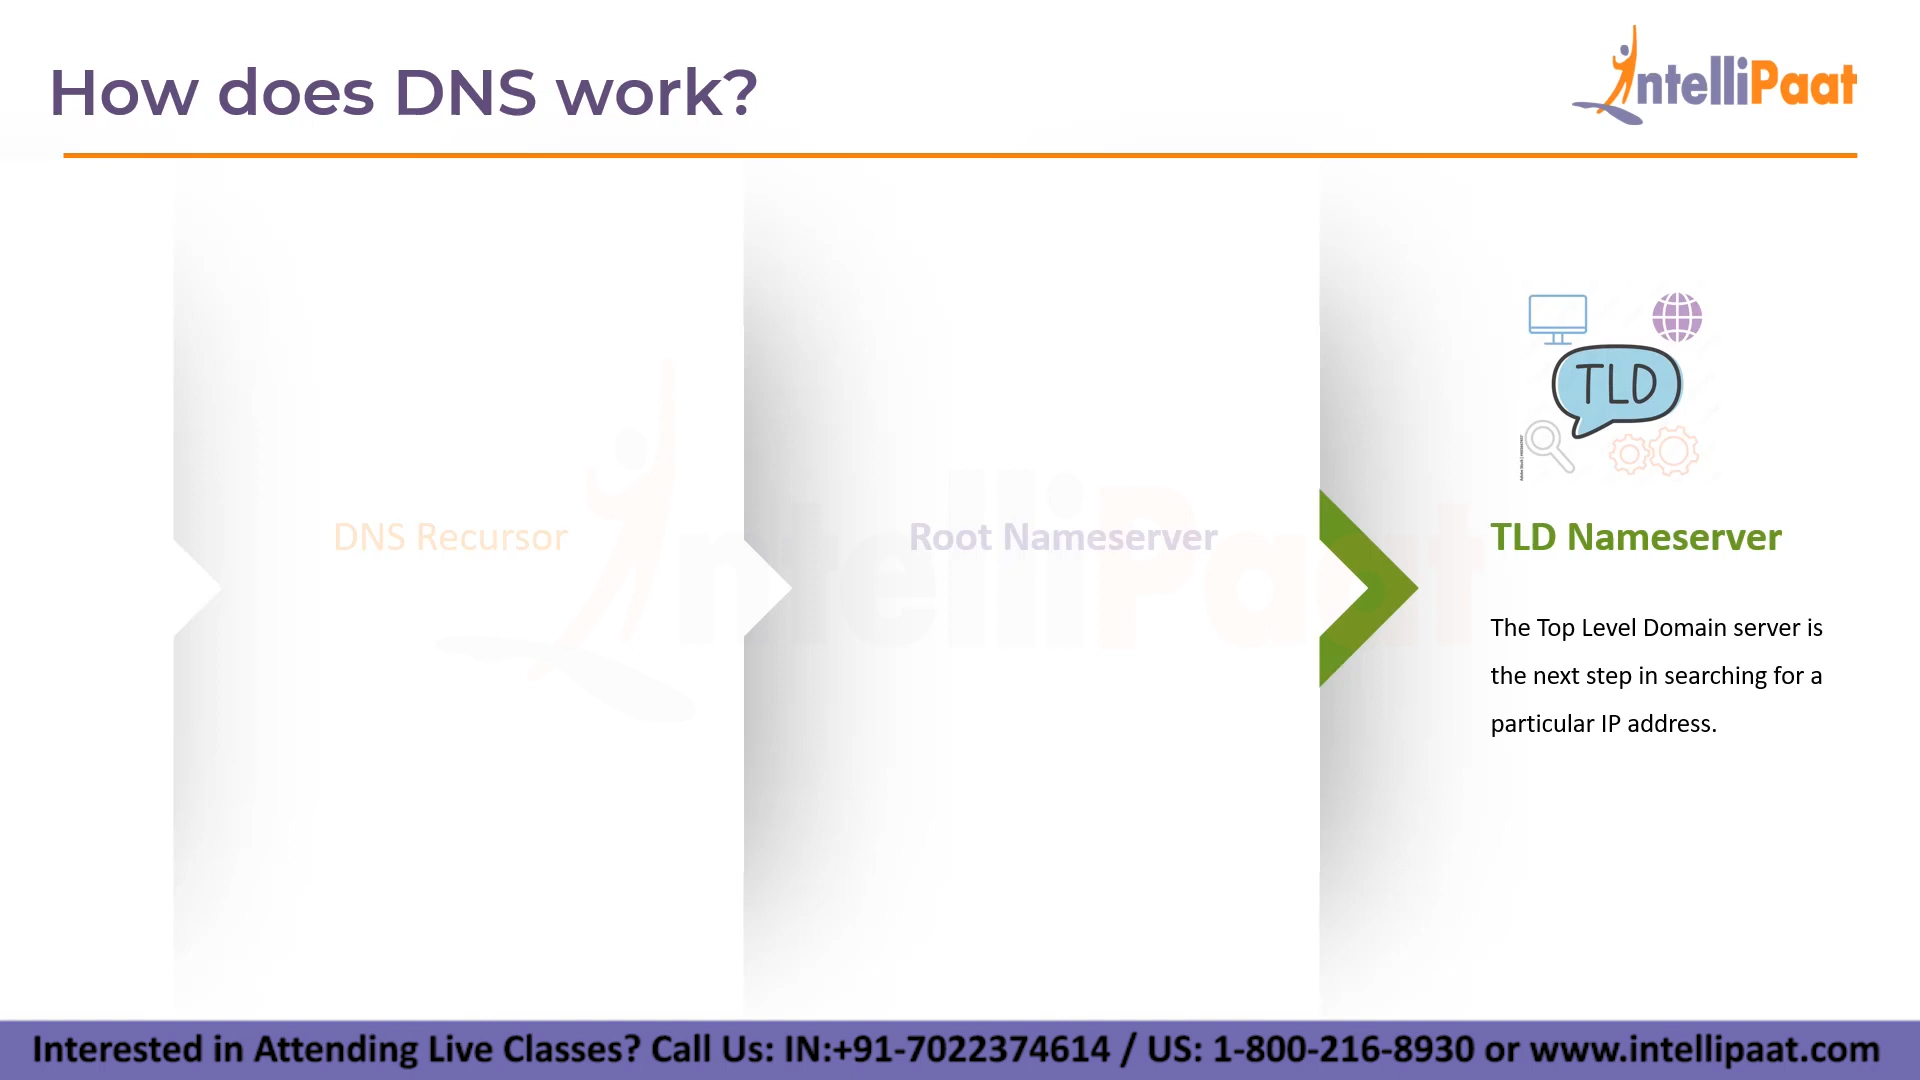 How does DNS work?
IntelliPaat
TLD
DNS Recursor
Root Nameserver
TLD Nameserver
IntelliPaat
The Top Level Domain server is
the next step in searching for a
particular IP address.
Interested in Attending Live Classes? Call Us: IN:+91-7022374614 / US: 1-800-216-8930 or www.intellipaat.com